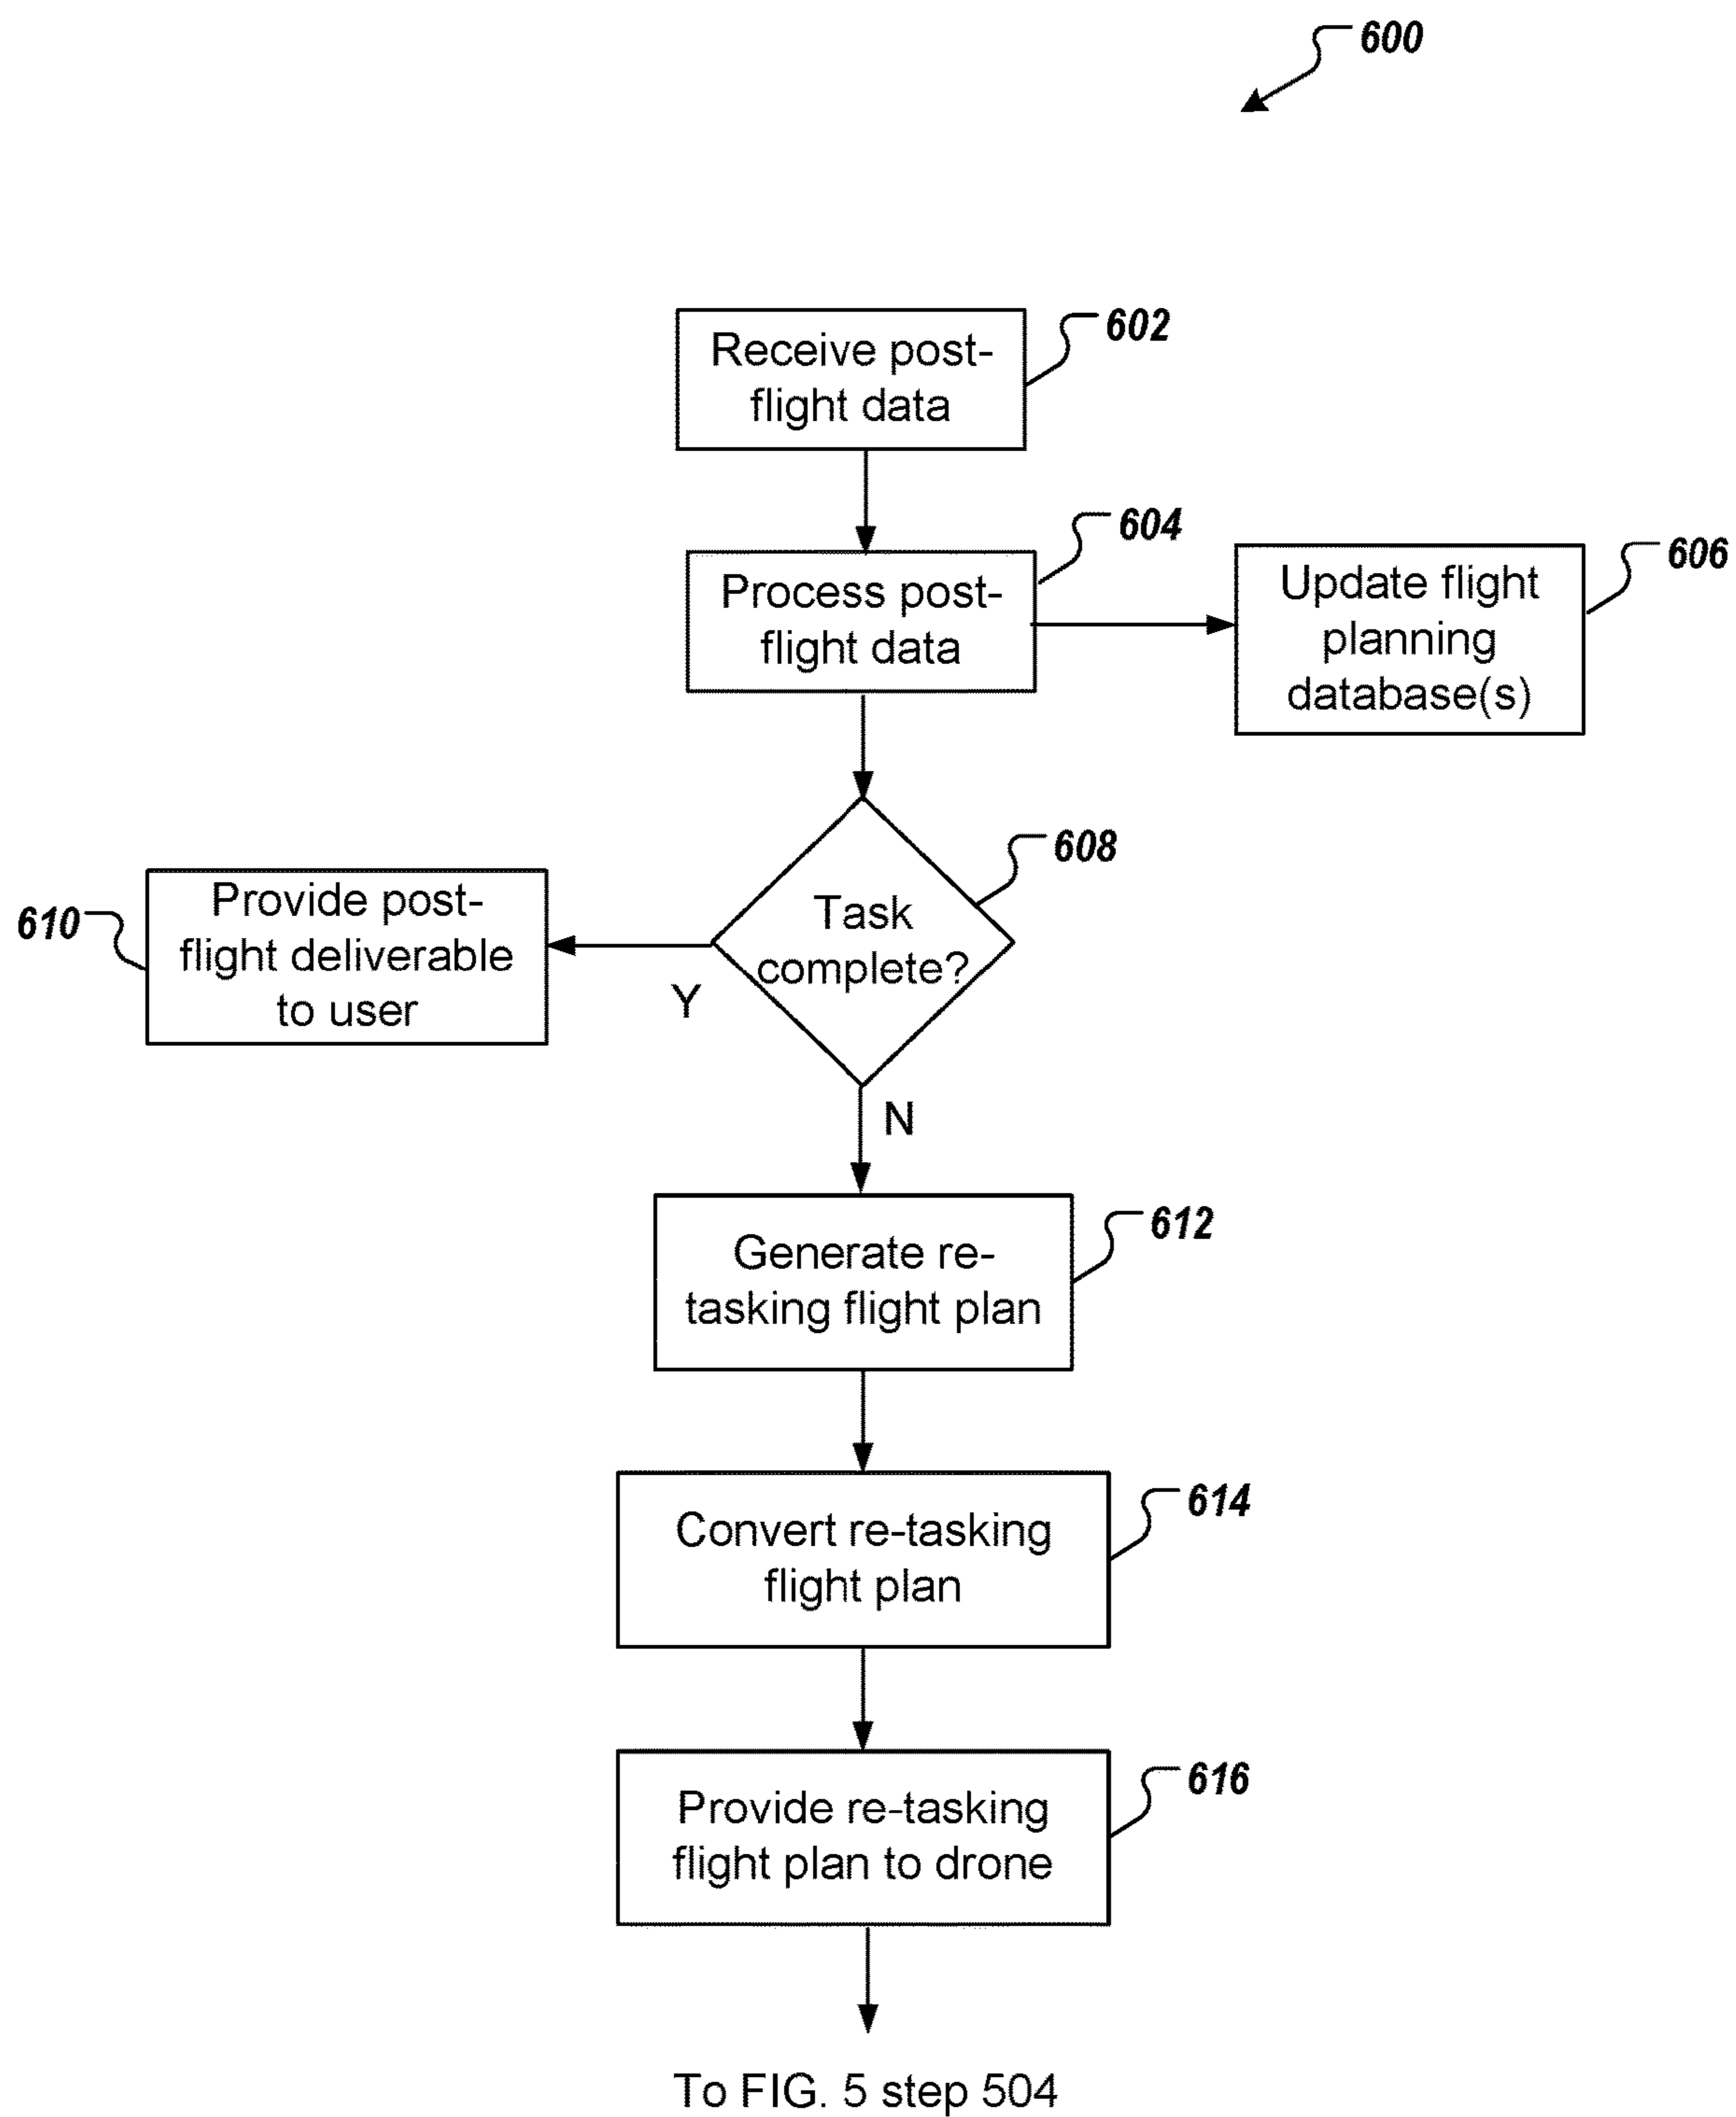 600
Receive post-
flight data
602
Process post-
flight data
604
Update flight
planning
database(s)
606
Task
complete?
608
Y
Provide post-
flight deliverable
to user
610
N
Generate re-
tasking flight plan
612
Convert re-tasking
flight plan
614
Provide re-tasking
flight plan to drone
616
To FIG. 5 step 504